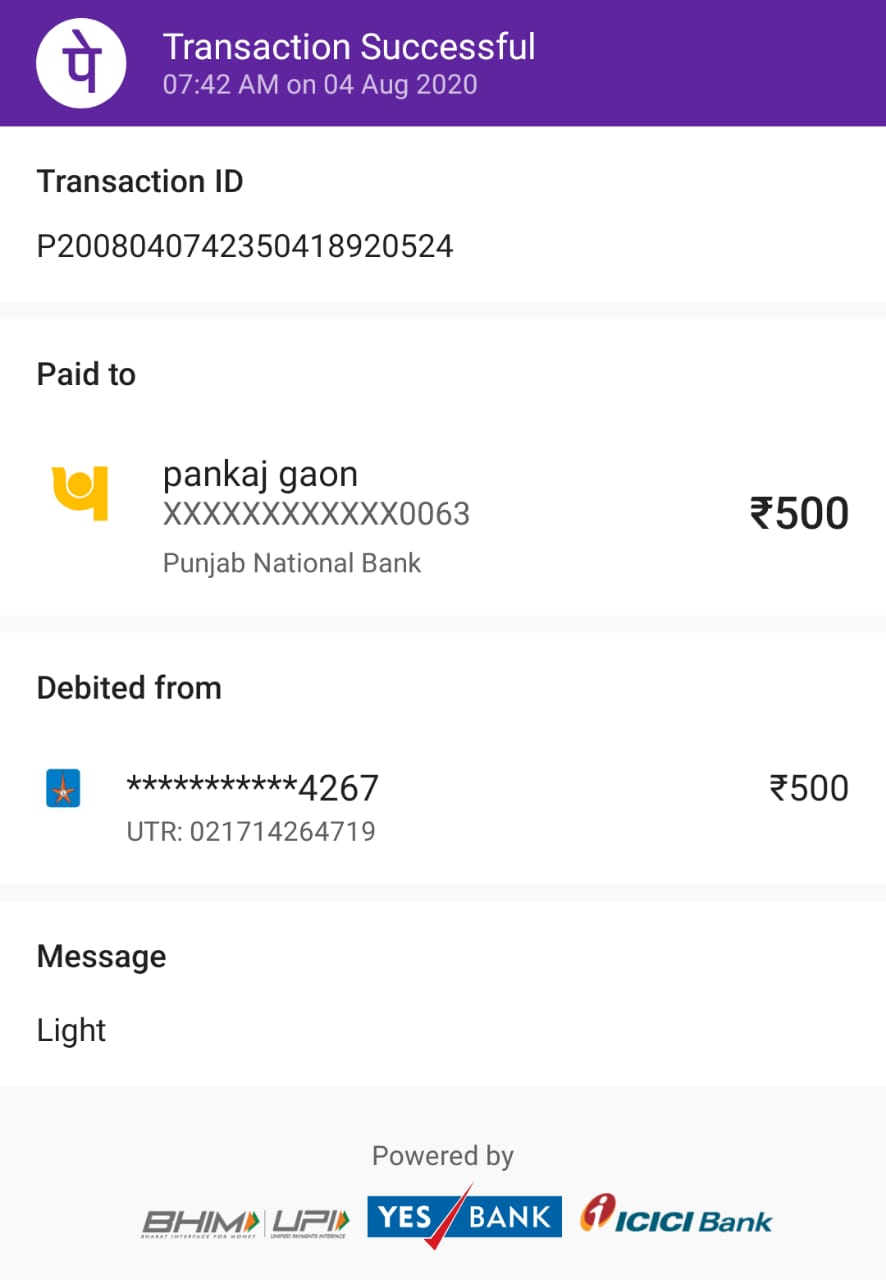 पे
Transaction Successful
07:42 AM on 04 Aug 2020
Transaction ID
P2008040742350418920524
Paid to
pankaj gaon
XXXXXXXXXXXX0063
₹500
Punjab National Bank
Debited from
***********4267
₹500
UTR: 021714264719
Message
Light
Powered by
BHIM UPI YES BANK ICICI Bank
BHARAT INTERFACE FOR MONEY UNIFIED PAYMENTS INTERFACE